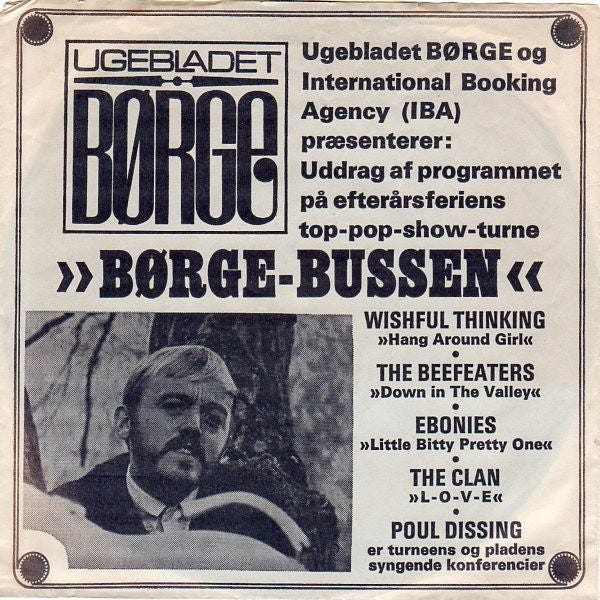 UGEBLADET
BØRGE
Ugebladet BØRGE og
International Booking
Agency (IBA)
præsenterer:
Uddrag af programmet
på efterårsferiens
top-pop-show-turne
»BØRGE-BUSSEN«
WISHFUL THINKING
»Hang Around Girl«
•
THE BEEFEATERS
»Down in The Valley«
•
EBONIES
»Little Bitty Pretty One«
•
THE CLAN
»L-O-V-E«
•
POUL DISSING
er turneens og pladens
syngende konferencier